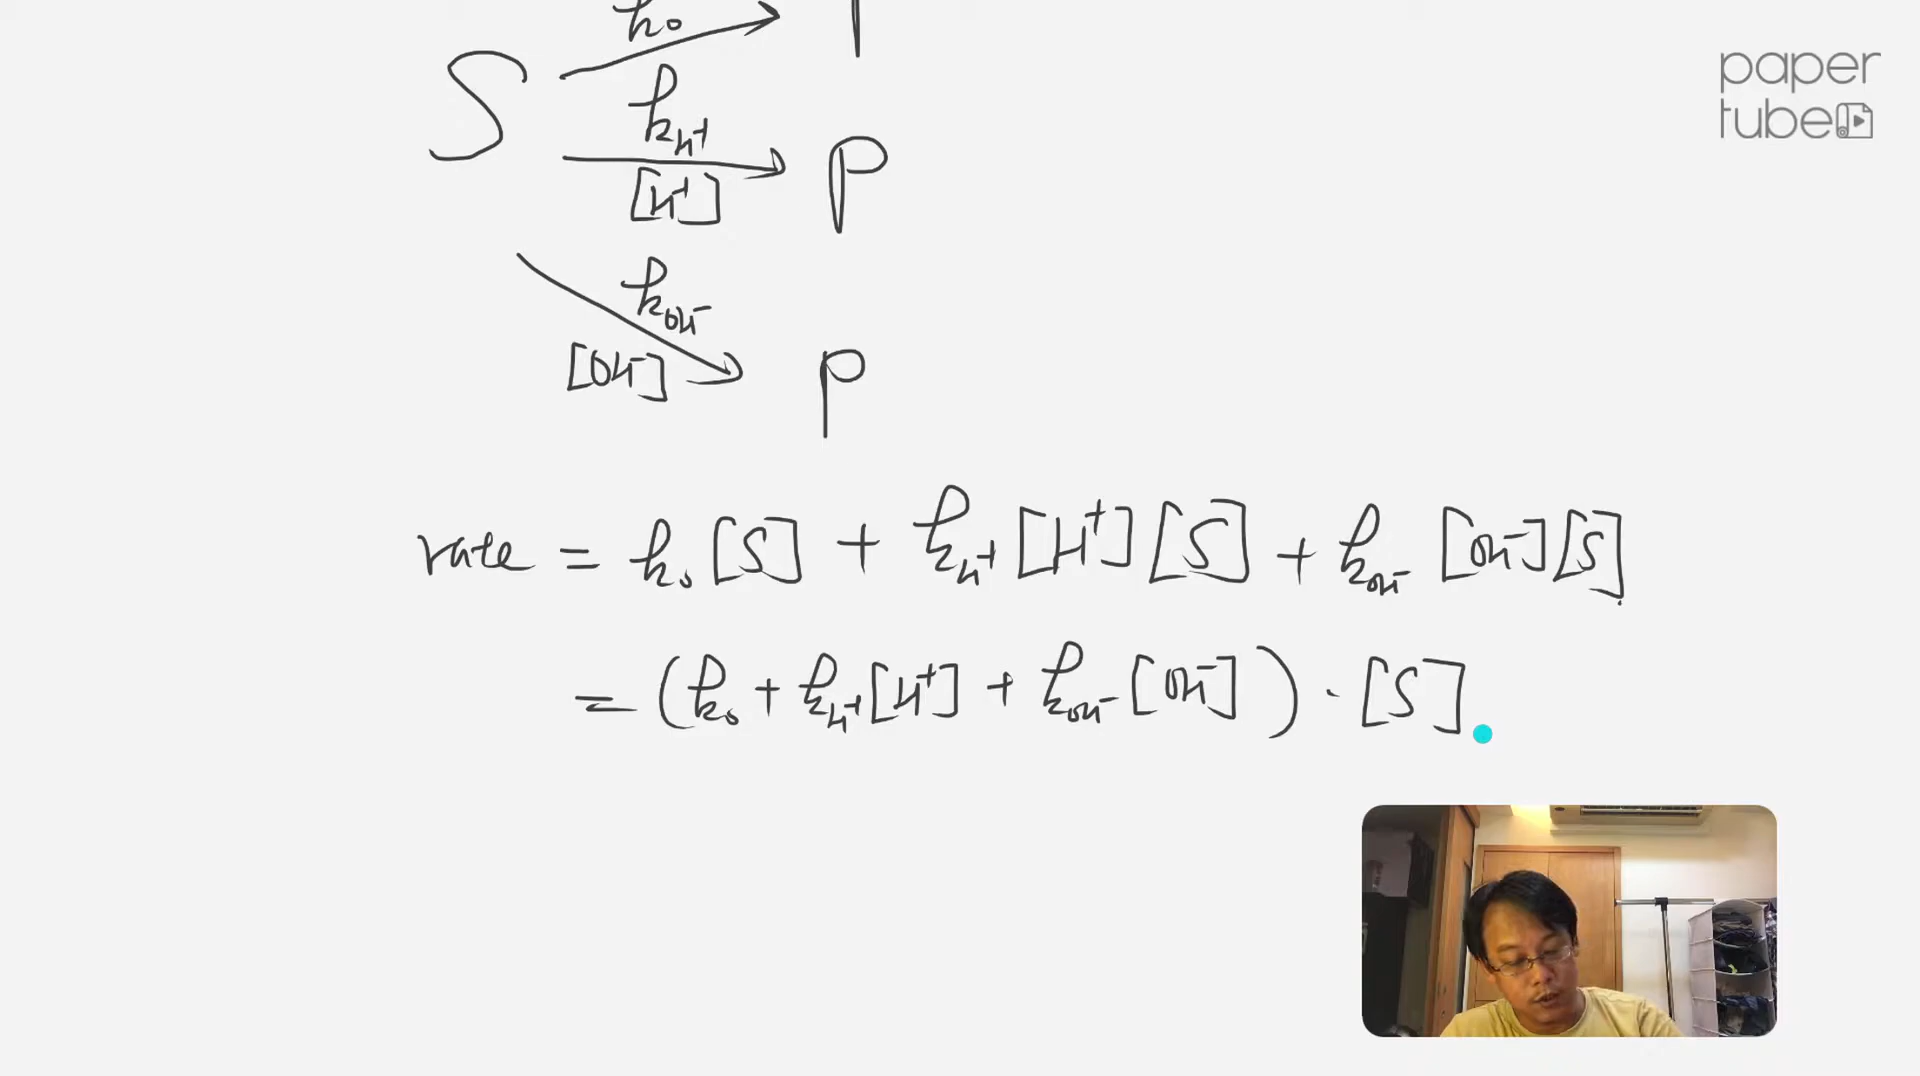 paper
tube
k₀
S
k_H⁺
P
[H⁺]
k_OH⁻
[OH⁻]
P
rate = k₀[S] + k_H⁺[H⁺][S] + k_OH⁻[OH⁻][S]
= (k₀ + k_H⁺[H⁺] + k_OH⁻[OH⁻]) · [S]